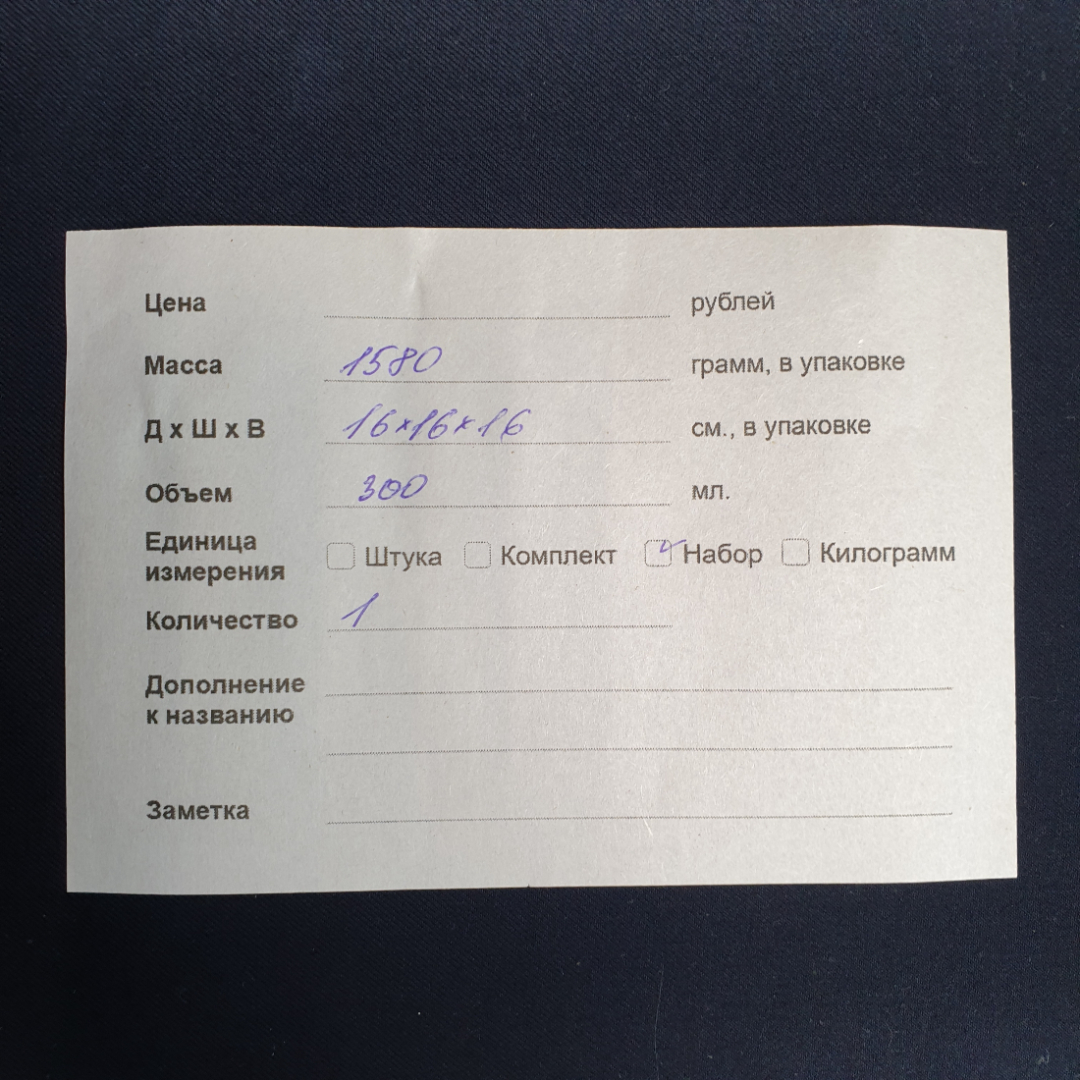 Цена рублей
Масса 1580 грамм, в упаковке
Д х Ш х В 16×16×16 см., в упаковке
Объем 300 мл.
Единица
измерения Штука Комплект Набор Килограмм
Количество 1
Дополнение
к названию
Заметка